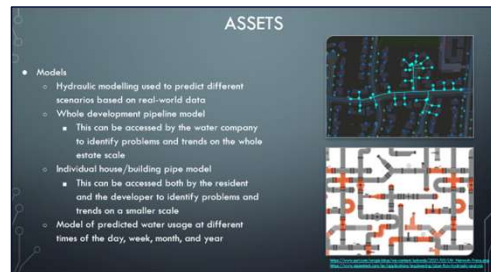 ASSETS
● Models
○ Hydraulic modelling used to predict different
scenarios based on real-world data
○ Whole development pipeline model
■ This can be accessed by the water company
to identify problems and trends on the whole
estate scale
○ Individual house/building pipe model
■ This can be accessed both by the resident
and the developer to identify problems and
trends on a smaller scale
○ Model of predicted water usage at different
times of the day, week, month, and year